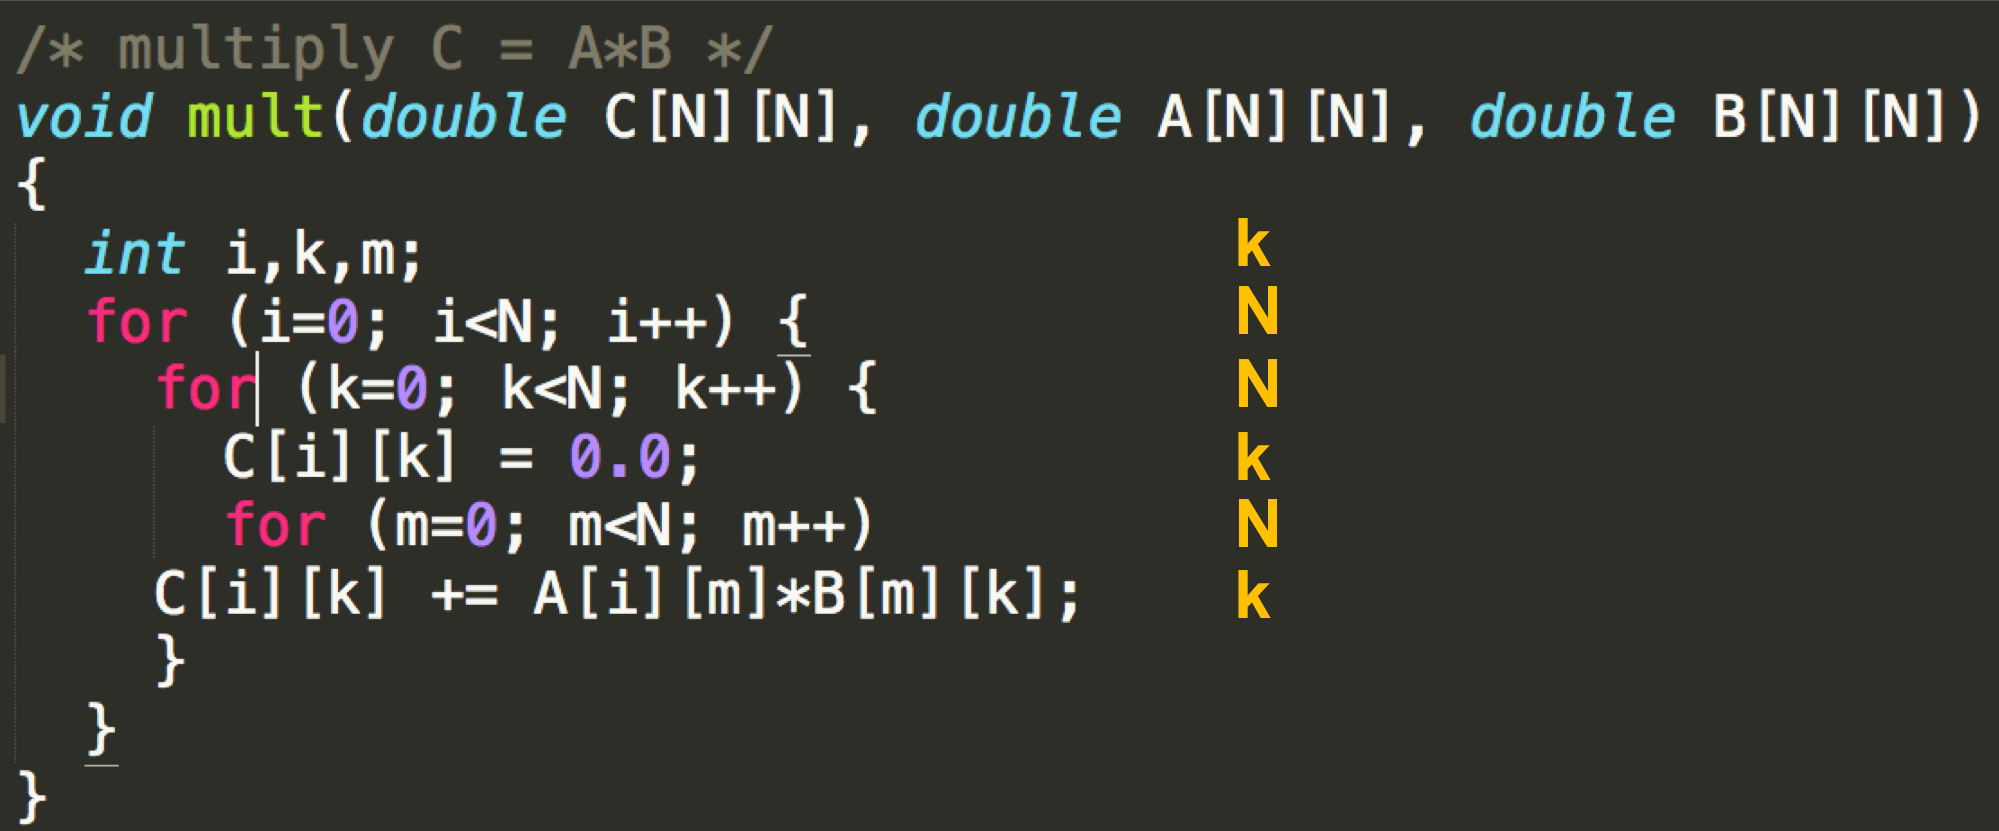 /* multiply C = A*B */
void mult(double C[N][N], double A[N][N], double B[N][N])
{
int i,k,m; k
for (i=0; i<N; i++) { N
for (k=0; k<N; k++) { N
C[i][k] = 0.0; k
for (m=0; m<N; m++) N
C[i][k] += A[i][m]*B[m][k]; k
}
}
}